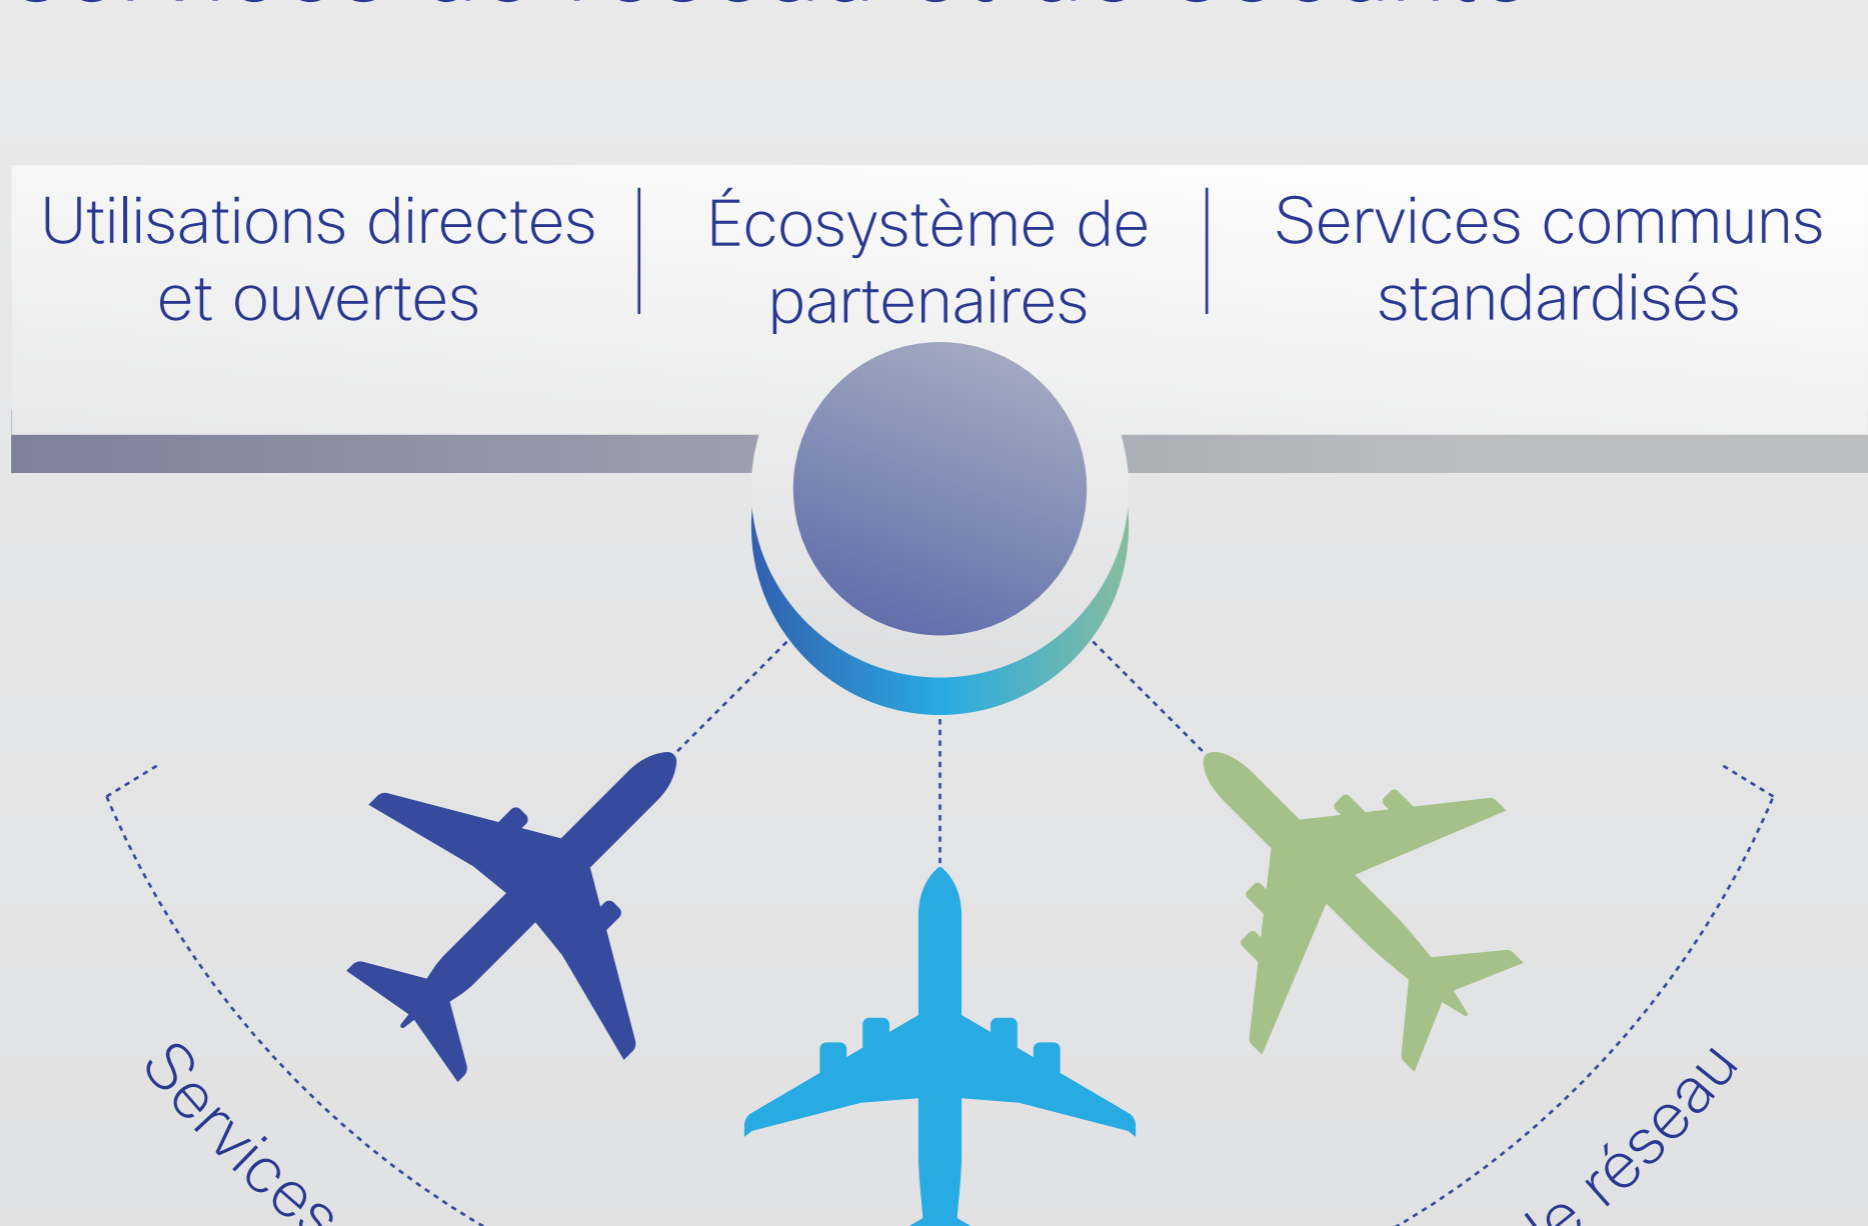 Utilisations directes
et ouvertes
Écosystème de
partenaires
Services communs
standardisés
Services
réseau